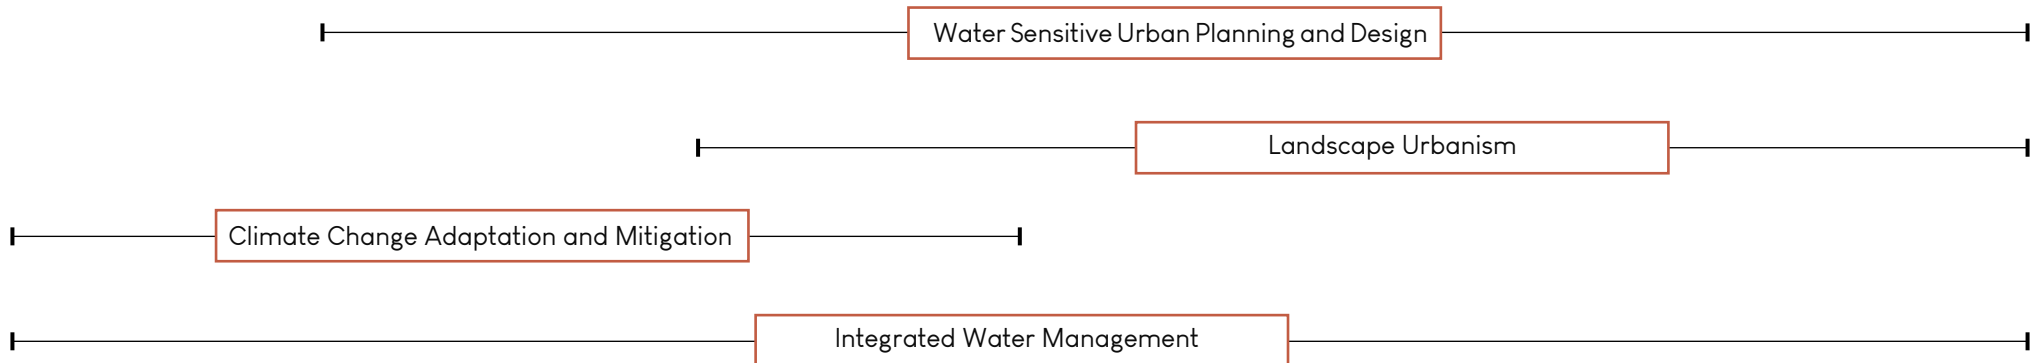 Water Sensitive Urban Planning and Design
Landscape Urbanism
Climate Change Adaptation and Mitigation
Integrated Water Management